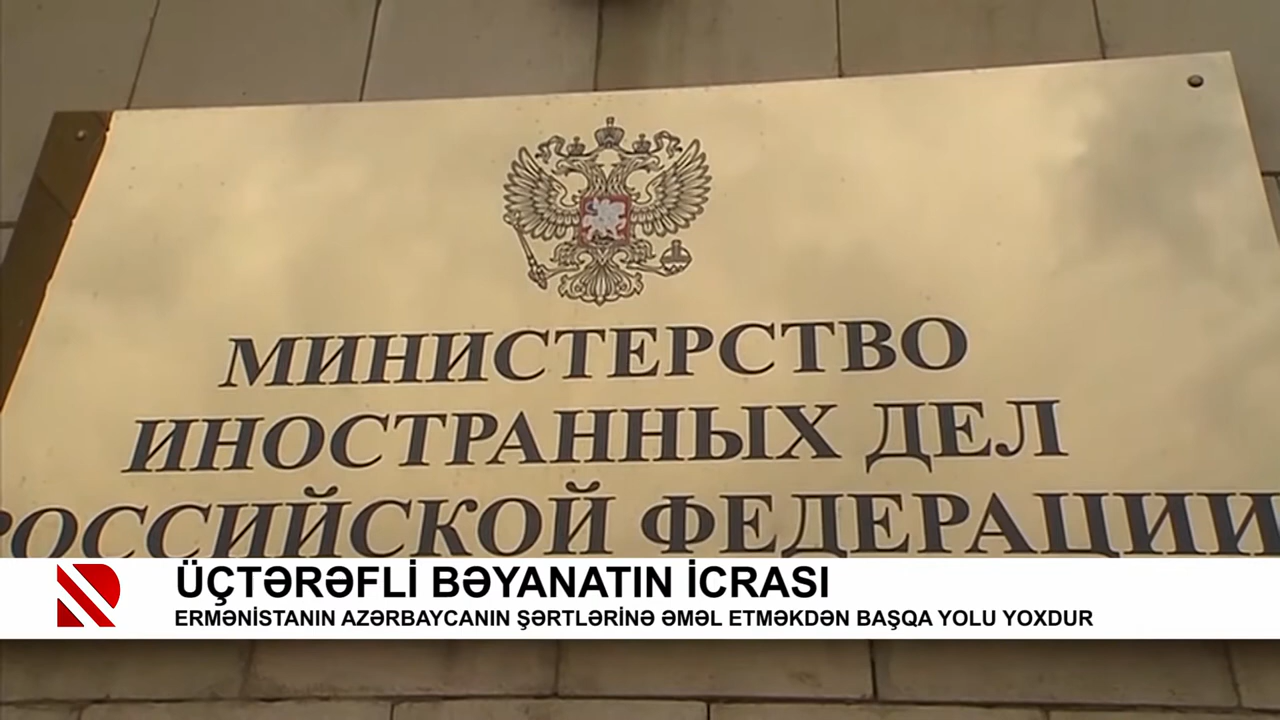 МИНИСТЕРСТВО
ИНОСТРАННЫХ ДЕЛ
РОССИЙСКОЙ ФЕДЕРАЦИИ
ÜÇTƏRƏFLİ BƏYANATIN İCRASI
ERMƏNİSTANIN AZƏRBAYCANIN ŞƏRTLƏRİNƏ ƏMƏL ETMƏKDƏN BAŞQA YOLU YOXDUR